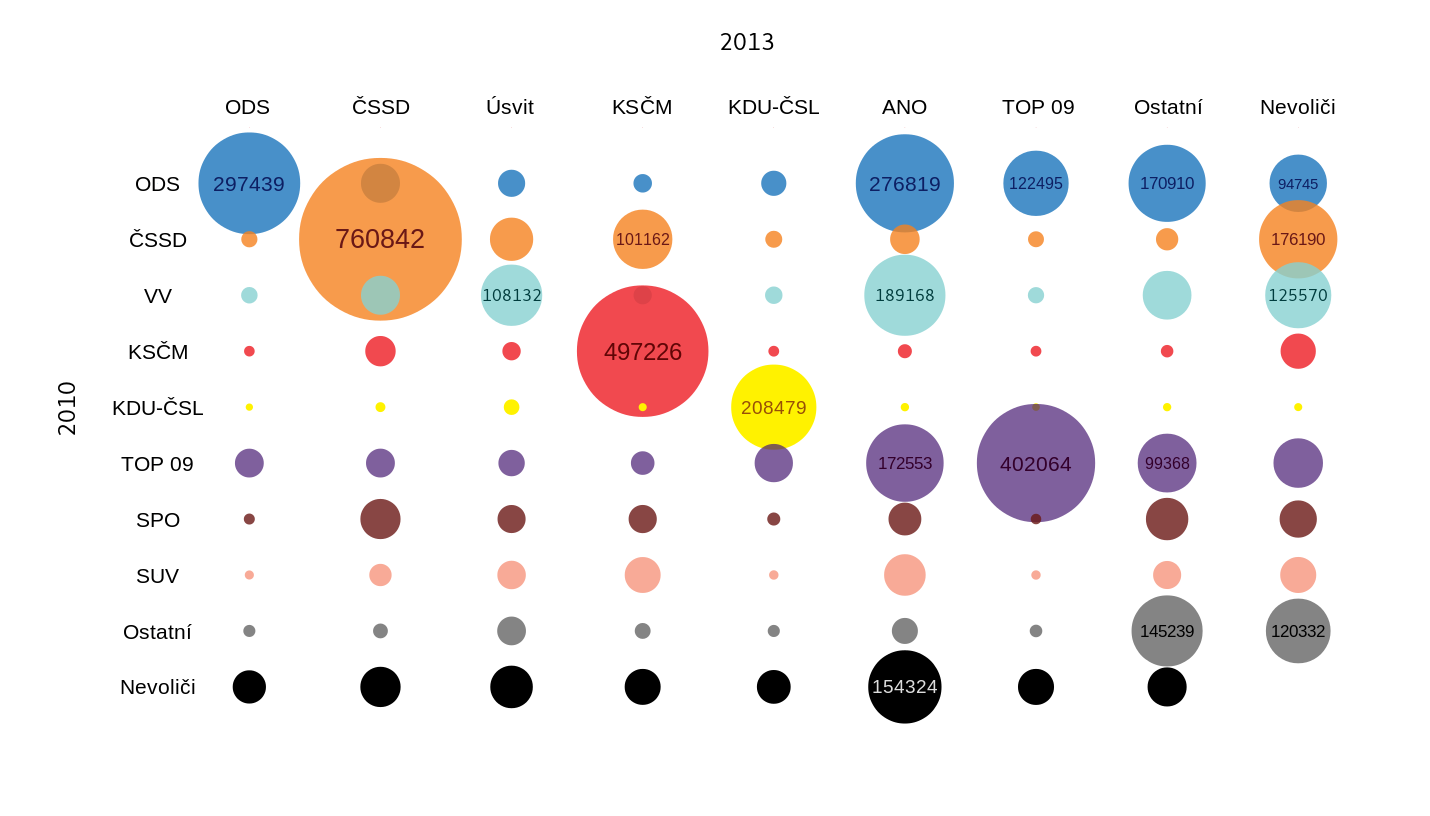 2013
ODS ČSSD Úsvit KSČM KDU-ČSL ANO TOP 09 Ostatní Nevoliči
ODS 297439 276819 122495 170910 94745
ČSSD 760842 101162 176190
VV 108132 189168 125570
KSČM 497226
2010
KDU-ČSL 208479
TOP 09 172553 402064 99368
SPO
SUV
Ostatní 145239 120332
Nevoliči 154324